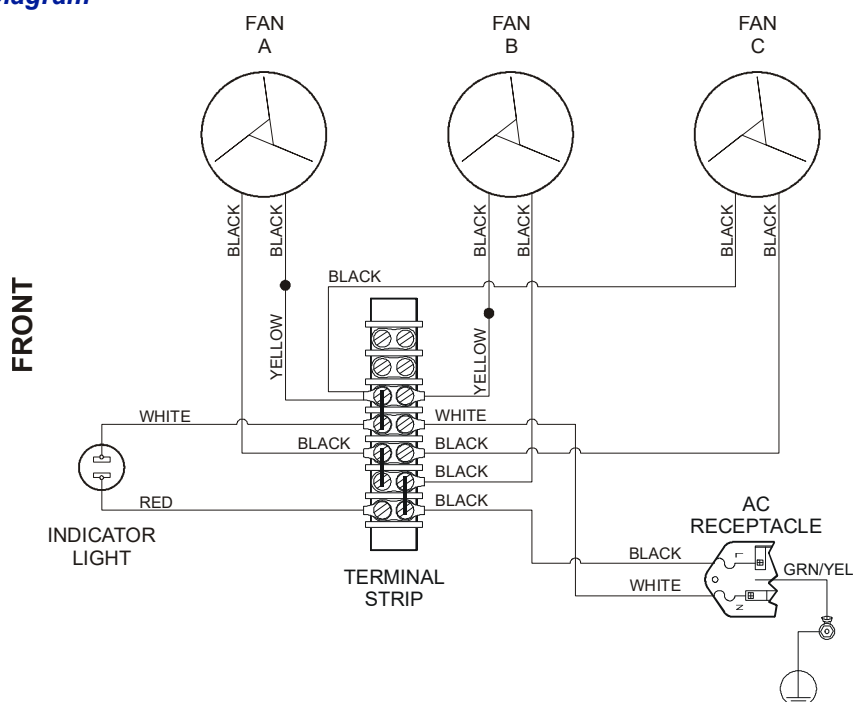 FAN
A
FAN
B
FAN
C
BLACK
BLACK
BLACK
BLACK
BLACK
BLACK
BLACK
FRONT
YELLOW
YELLOW
WHITE
WHITE
BLACK
BLACK
BLACK
RED
BLACK
INDICATOR
LIGHT
TERMINAL
STRIP
AC
RECEPTACLE
BLACK
L
GRN/YEL
WHITE
N